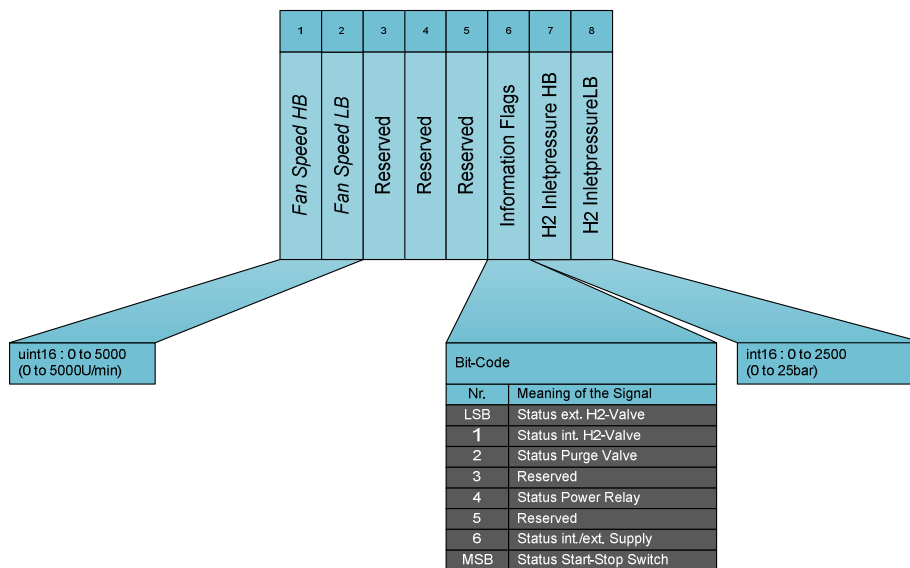 1 2 3 4 5 6 7 8
Fan Speed HB
Fan Speed LB
Reserved
Reserved
Reserved
Information Flags
H2 Inletpressure HB
H2 InletpressureLB
uint16 : 0 to 5000
(0 to 5000U/min)
Bit-Code
Nr. Meaning of the Signal
LSB Status ext. H2-Valve
1 Status int. H2-Valve
2 Status Purge Valve
3 Reserved
4 Status Power Relay
5 Reserved
6 Status int./ext. Supply
MSB Status Start-Stop Switch
int16 : 0 to 2500
(0 to 25bar)